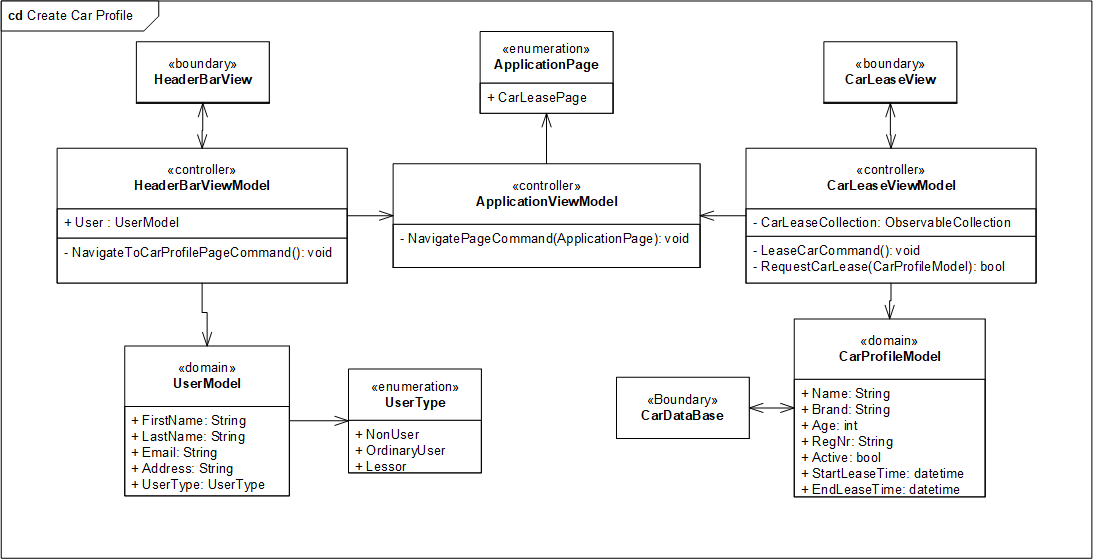 cd Create Car Profile
«boundary»
HeaderBarView
«enumeration»
ApplicationPage
+ CarLeasePage
«boundary»
CarLeaseView
«controller»
HeaderBarViewModel
+ User : UserModel
- NavigateToCarProfilePageCommand(): void
«controller»
ApplicationViewModel
- NavigatePageCommand(ApplicationPage): void
«controller»
CarLeaseViewModel
- CarLeaseCollection: ObservableCollection
- LeaseCarCommand(): void
- RequestCarLease(CarProfileModel): bool
«domain»
UserModel
+ FirstName: String
+ LastName: String
+ Email: String
+ Address: String
+ UserType: UserType
«enumeration»
UserType
+ NonUser
+ OrdinaryUser
+ Lessor
«Boundary»
CarDataBase
«domain»
CarProfileModel
+ Name: String
+ Brand: String
+ Age: int
+ RegNr: String
+ Active: bool
+ StartLeaseTime: datetime
+ EndLeaseTime: datetime